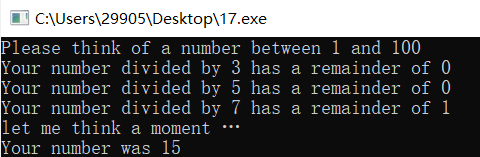 C:\Users\29905\Desktop\17.exe
Please think of a number between 1 and 100
Your number divided by 3 has a remainder of 0
Your number divided by 5 has a remainder of 0
Your number divided by 7 has a remainder of 1
let me think a moment …
Your number was 15